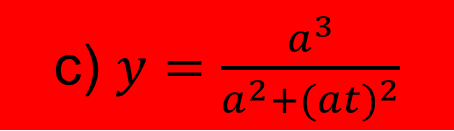 c) y = a³ / a²+(at)²